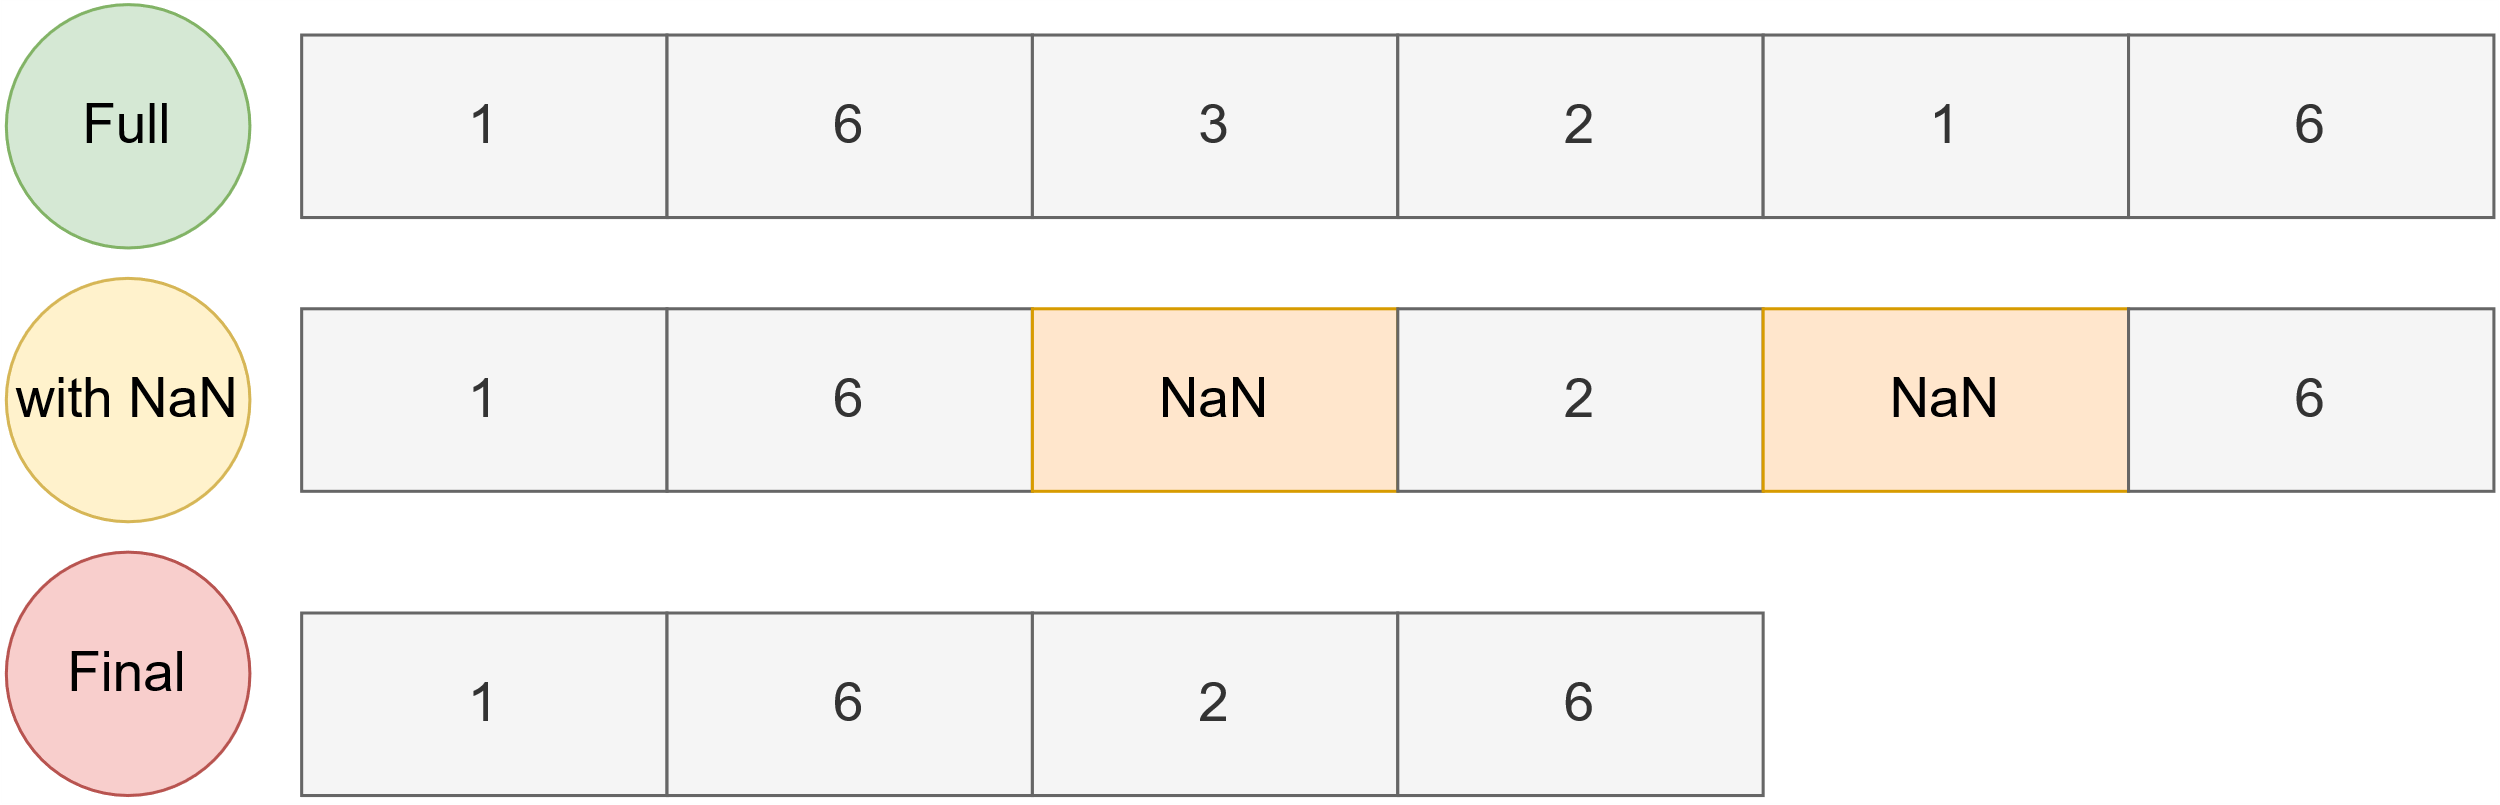 Full 1 6 3 2 1 6
with NaN 1 6 NaN 2 NaN 6
Final 1 6 2 6